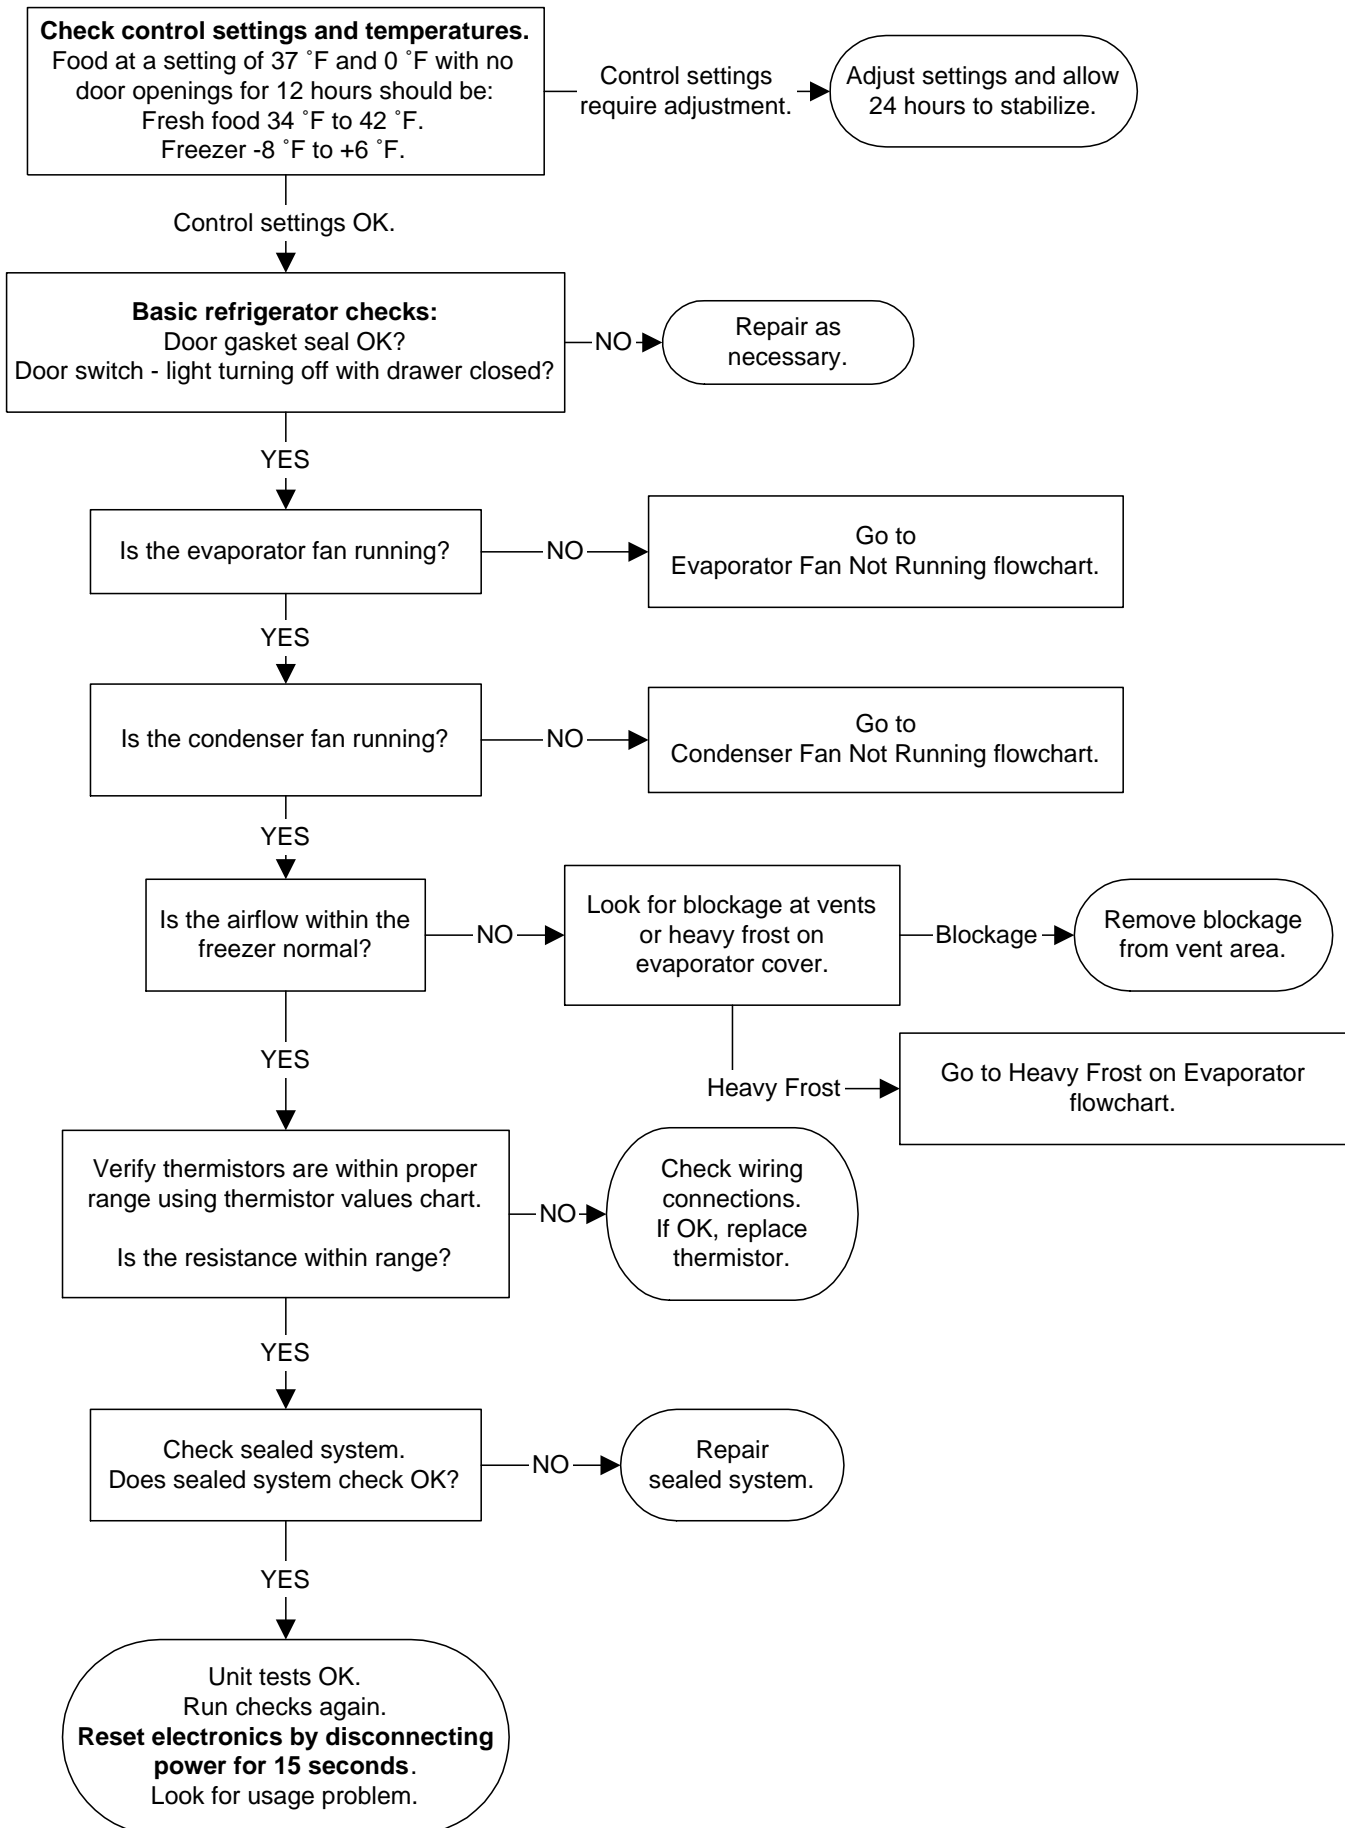 Check control settings and temperatures.
Food at a setting of 37 ˚F and 0 ˚F with no
door openings for 12 hours should be:
Fresh food 34 ˚F to 42 ˚F.
Freezer -8 ˚F to +6 ˚F.
Control settings
require adjustment.
Adjust settings and allow
24 hours to stabilize.
Control settings OK.
Basic refrigerator checks:
Door gasket seal OK?
Door switch - light turning off with drawer closed?
NO
Repair as
necessary.
YES
Is the evaporator fan running?
NO
Go to
Evaporator Fan Not Running flowchart.
YES
Is the condenser fan running?
NO
Go to
Condenser Fan Not Running flowchart.
YES
Is the airflow within the
freezer normal?
NO
Look for blockage at vents
or heavy frost on
evaporator cover.
Blockage
Remove blockage
from vent area.
YES
Heavy Frost
Go to Heavy Frost on Evaporator
flowchart.
Verify thermistors are within proper
range using thermistor values chart.
Is the resistance within range?
NO
Check wiring
connections.
If OK, replace
thermistor.
YES
Check sealed system.
Does sealed system check OK?
NO
Repair
sealed system.
YES
Unit tests OK.
Run checks again.
Reset electronics by disconnecting
power for 15 seconds.
Look for usage problem.